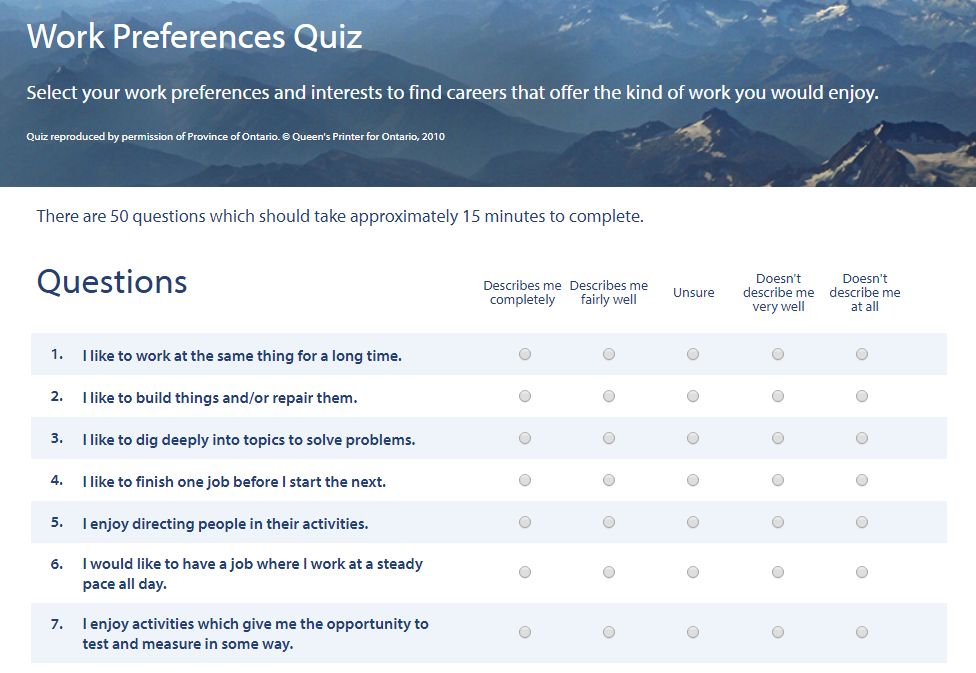 Work Preferences Quiz
Select your work preferences and interests to find careers that offer the kind of work you would enjoy.
Quiz reproduced by permission of Province of Ontario. © Queen's Printer for Ontario, 2010
There are 50 questions which should take approximately 15 minutes to complete.
Questions
Describes me
completely
Describes me
fairly well
Unsure
Doesn't
describe me
very well
Doesn't
describe me
at all
1. I like to work at the same thing for a long time.
2. I like to build things and/or repair them.
3. I like to dig deeply into topics to solve problems.
4. I like to finish one job before I start the next.
5. I enjoy directing people in their activities.
6. I would like to have a job where I work at a steady
pace all day.
7. I enjoy activities which give me the opportunity to
test and measure in some way.